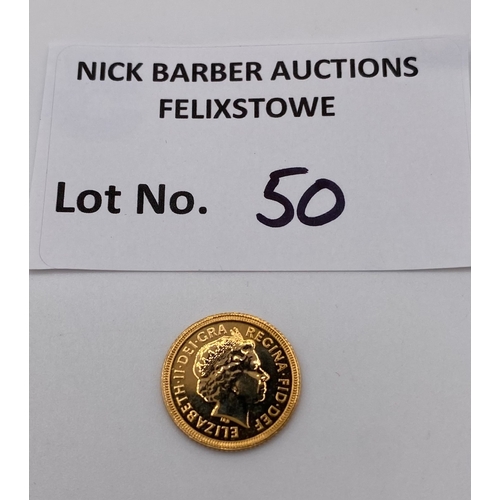 NICK BARBER AUCTIONS
FELIXSTOWE
Lot No. 50
ELIZABETH·II·DEI·GRA REGINA·FID·DEF